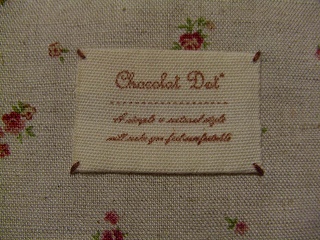 Chocolat Dot*
A simple & natural style
will make you feel comfortable